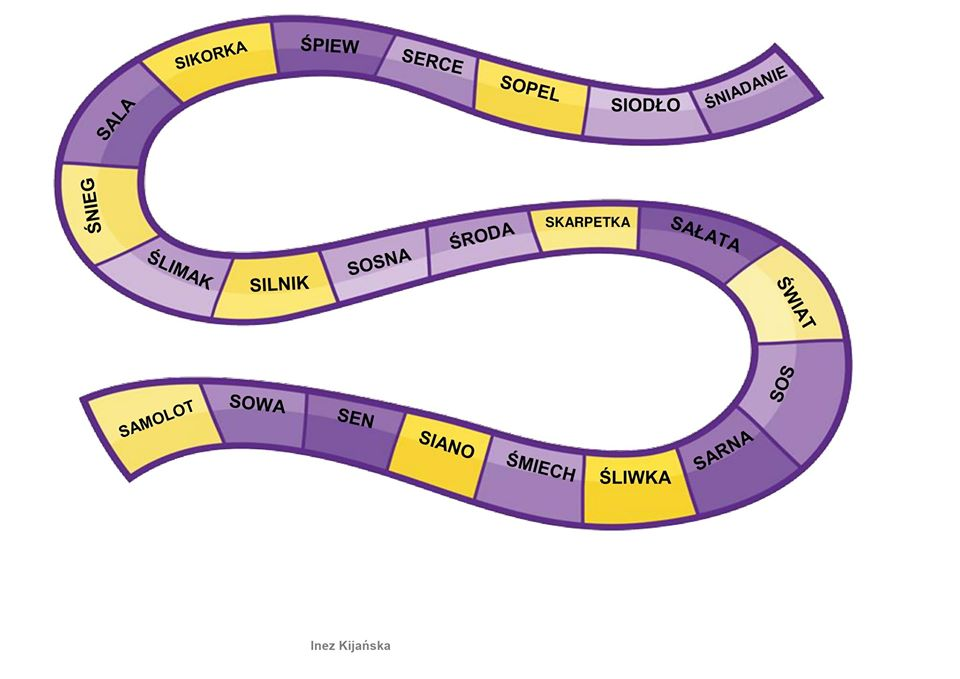 SAMOLOT
SOWA
SEN
SIANO
ŚMIECH
ŚLIWKA
SARNA
SOS
ŚWIAT
SAŁATA
SKARPETKA
ŚRODA
SOSNA
SILNIK
ŚLIMAK
ŚNIEG
SALA
SIKORKA
ŚPIEW
SERCE
SOPEL
SIODŁO
ŚNIADANIE
Inez Kijańska